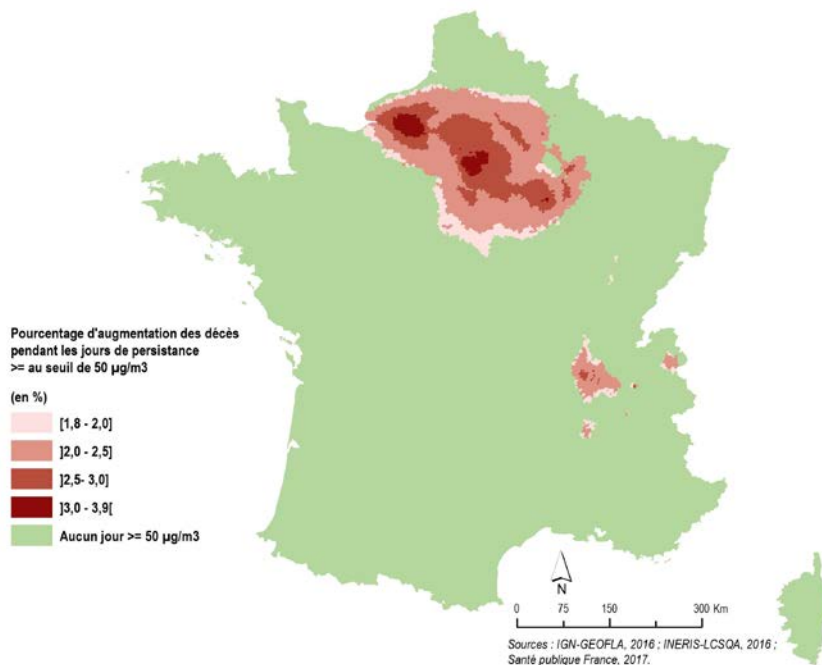 Pourcentage d'augmentation des décès
pendant les jours de persistance
>= au seuil de 50 µg/m3
(en %)
[1,8 - 2,0]
]2,0 - 2,5]
]2,5- 3,0]
]3,0 - 3,9[
Aucun jour >= 50 µg/m3
N
0 75 150 300 Km
Sources : IGN-GEOFLA, 2016 ; INERIS-LCSQA, 2016 ;
Santé publique France, 2017.